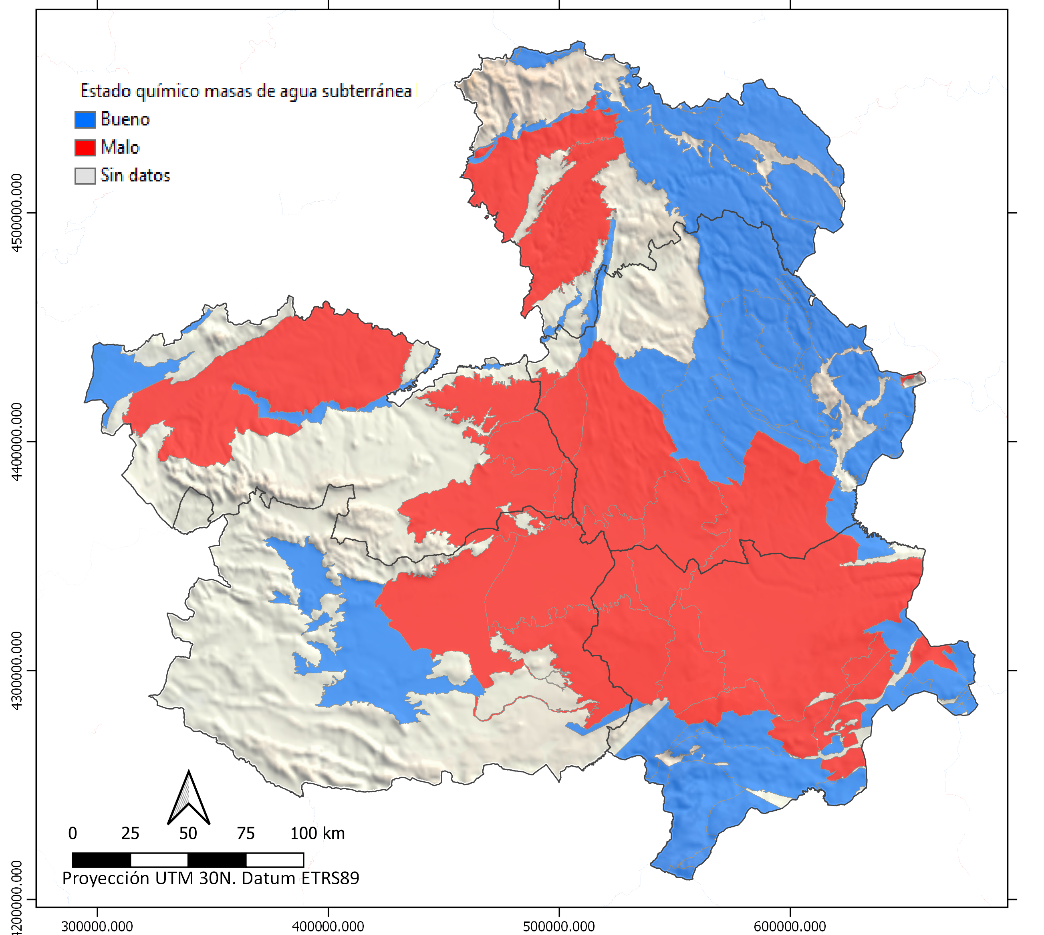 Estado químico masas de agua subterránea
Bueno
Malo
Sin datos
4500000.000
4400000.000
4300000.000
4200000.000
0 25 50 75 100 km
Proyección UTM 30N. Datum ETRS89
300000.000 400000.000 500000.000 600000.000